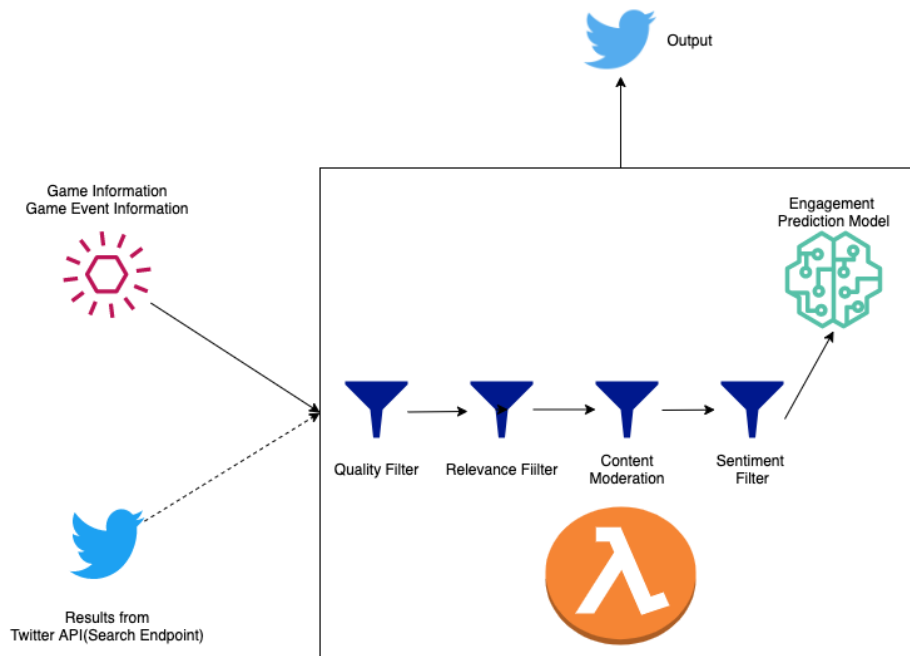 Output
Game Information
Game Event Information
Engagement
Prediction Model
Quality Filter
Relevance Fiilter
Content
Moderation
Sentiment
Filter
Results from
Twitter API(Search Endpoint)